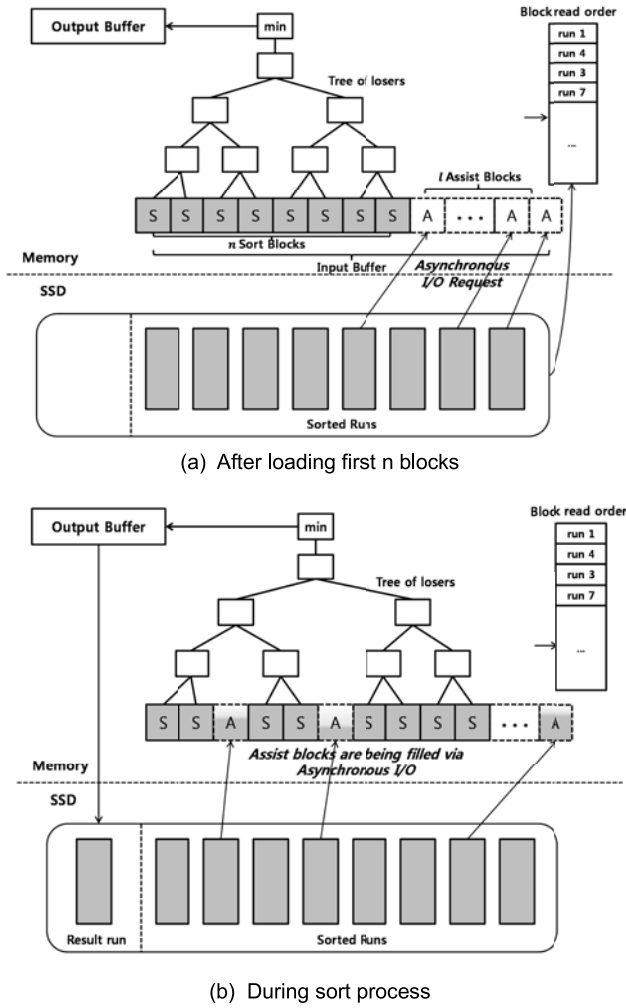 Output Buffer
min
Block read order
run 1
run 4
run 3
run 7
...
Tree of losers
l Assist Blocks
S S S S S S S S A • • • A A
n Sort Blocks
Input Buffer
Memory
Asynchronous
I/O Request
SSD
Sorted Runs
(a) After loading first n blocks
Output Buffer
min
Block read order
run 1
run 4
run 3
run 7
...
Tree of losers
S S A S S A S S S S • • • A
Assist blocks are being filled via
Asynchronous I/O
Memory
SSD
Result run
Sorted Runs
(b) During sort process